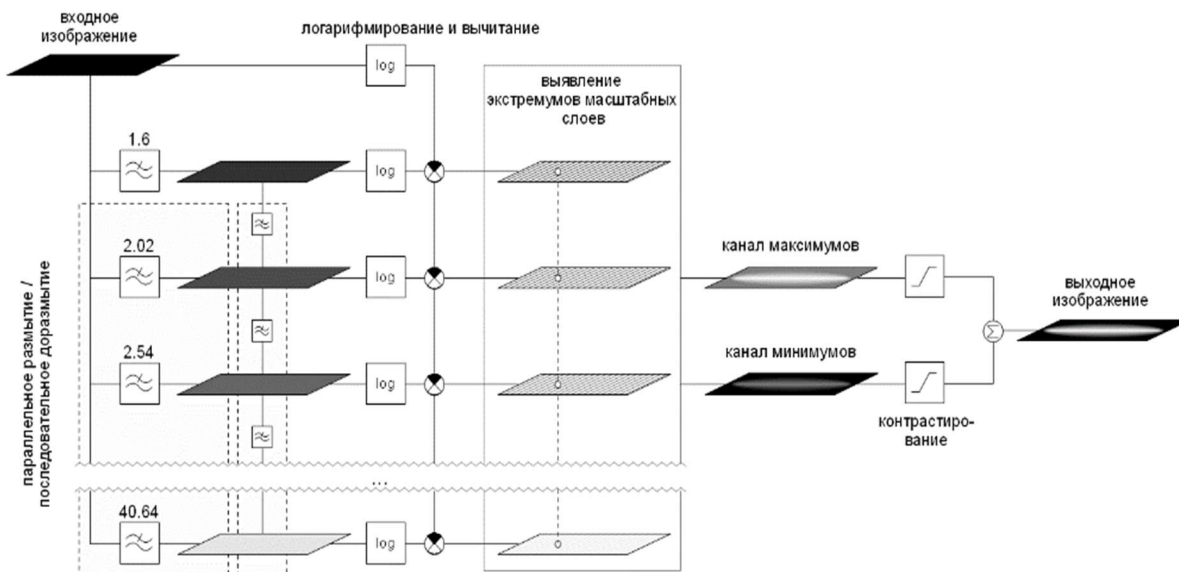 входное
изображение
логарифмирование и вычитание
log
выявление
экстремумов масштабных
слоев
1.6
log
2.02
log
канал максимумов
выходное
изображение
Σ
2.54
log
канал минимумов
контрастиро-
вание
параллельное размытие /
последовательное доразмытие
...
40.64
log